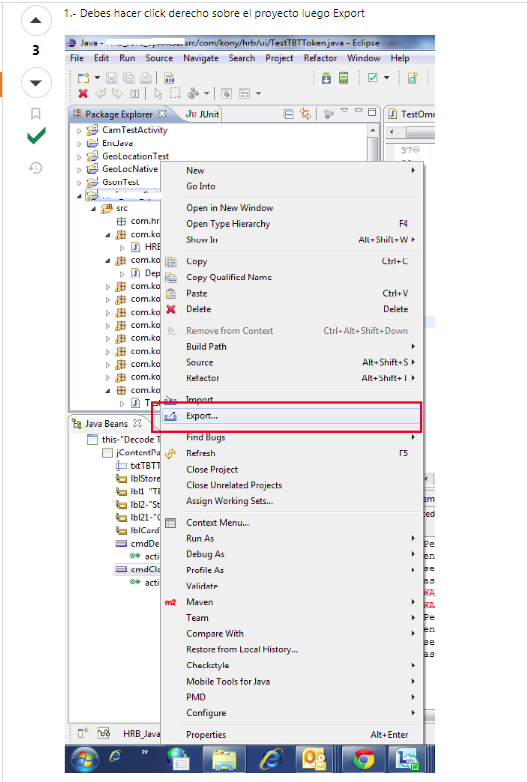 1.- Debes hacer click derecho sobre el proyecto luego Export
3
Java - src/com/kony/hrb/ui/TestTBTToken.java - Eclipse
File Edit Run Source Navigate Search Project Refactor Window Help
Package Explorer
JUnit
TestOmn
37
CamTestActivity
EncJava
GeoLocationTest
GeoLocNative
GsonTest
src
com.hr
com.ko
HRB
com.ko
Dep
com.ko
com.ko
com.ko
com.ko
com.ko
com.ko
com.ko
com.ko
com.ko
Test
New
Go Into
Open in New Window
Open Type Hierarchy F4
Show In Alt+Shift+W
Copy Ctrl+C
Copy Qualified Name
Paste Ctrl+V
Delete Delete
Remove from Context Ctrl+Alt+Shift+Down
Build Path
Source Alt+Shift+S
Refactor Alt+Shift+T
Import...
Export...
Find Bugs
Refresh F5
Close Project
Close Unrelated Projects
Assign Working Sets...
Context Menu...
Run As
Debug As
Profile As
Validate
m2 Maven
Team
Compare With
Restore from Local History...
Checkstyle
Mobile Tools for Java
PMD
Configure
Properties Alt+Enter
Java Beans
this-"Decode T
jContentPa
txtTBTT
lblStore
lbl1 "TE
lbl2-"St
lbl21-"C
lblCard
cmdDe
acti
cmdClo
acti
HRB_Java